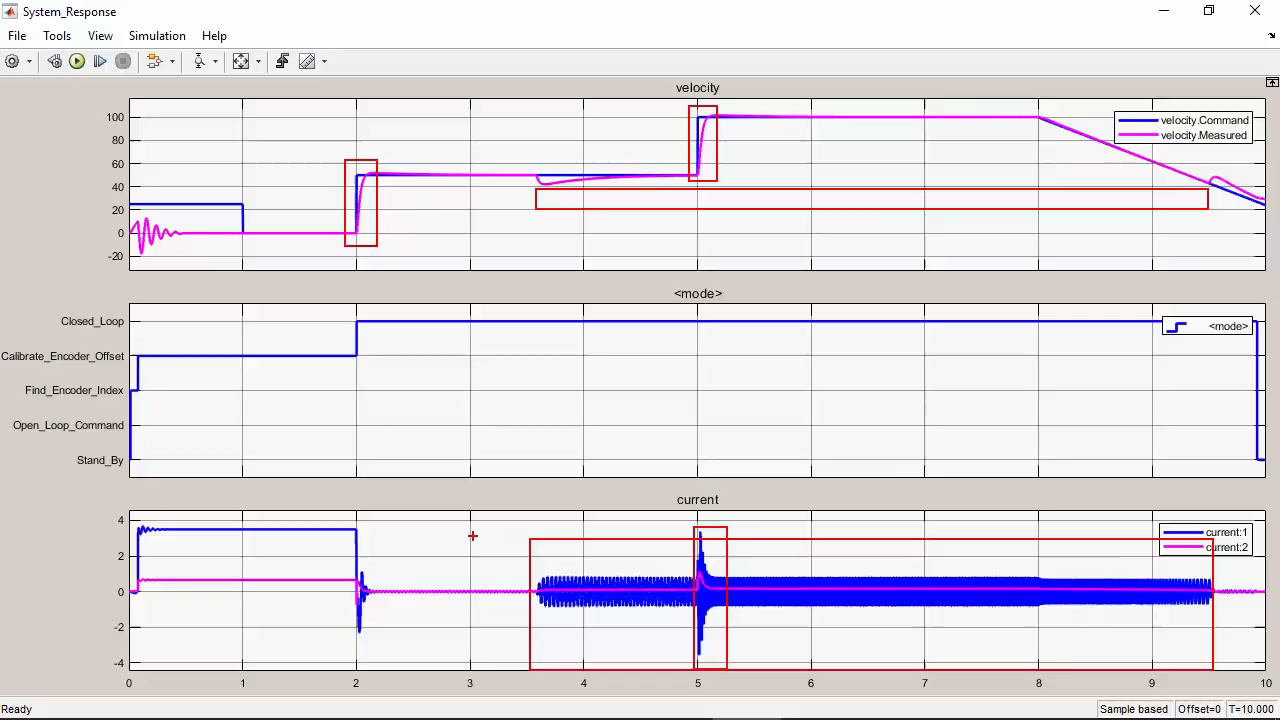 System_Response
File Tools View Simulation Help
velocity
100
80
60
40
20
0
-20
velocity.Command
velocity.Measured
<mode>
Closed_Loop
Calibrate_Encoder_Offset
Find_Encoder_Index
Open_Loop_Command
Stand_By
<mode>
current
4
2
0
-2
-4
current:1
current:2
0 1 2 3 4 5 6 7 8 9 10
Ready
Sample based Offset=0 T=10.000